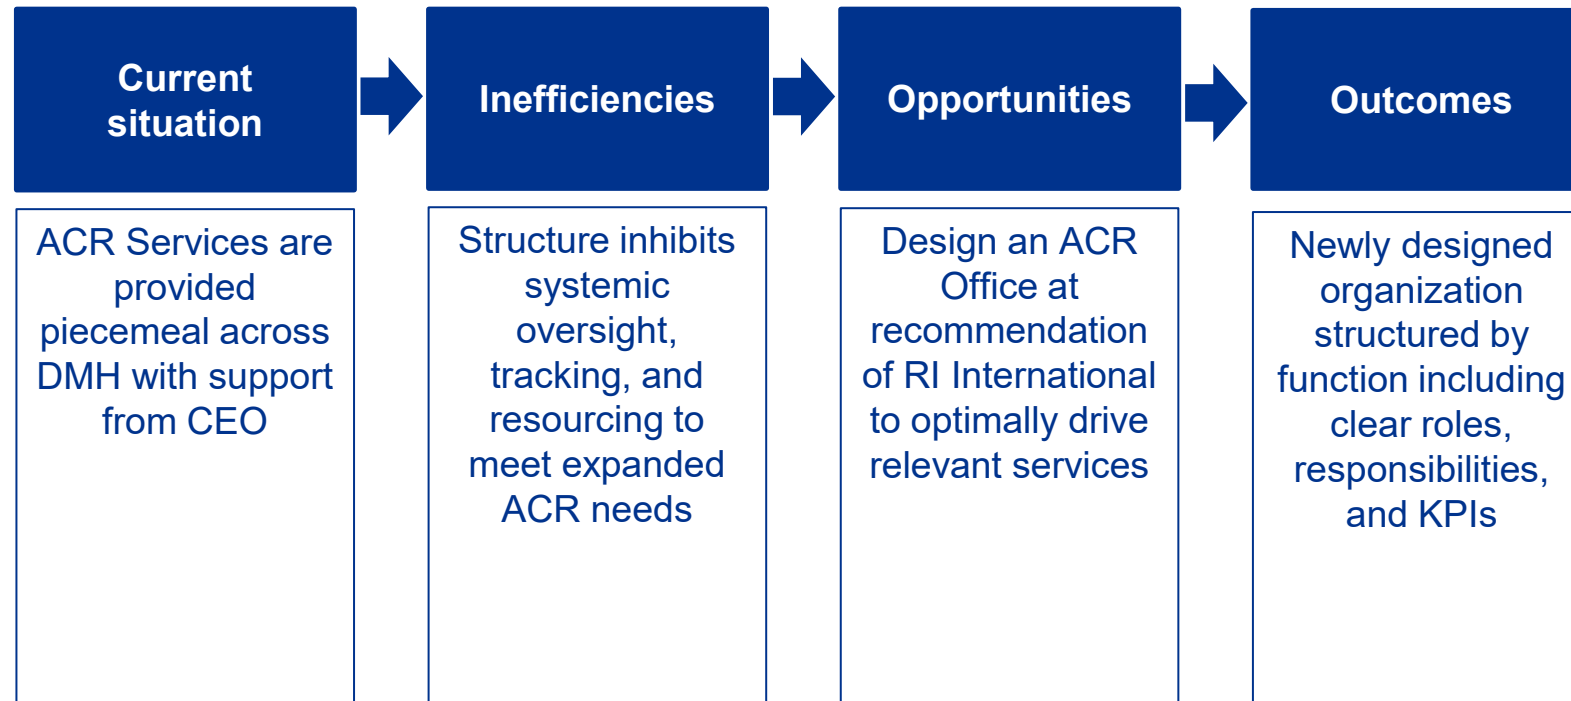 Current
situation
Inefficiencies
Opportunities
Outcomes
ACR Services are
provided
piecemeal across
DMH with support
from CEO
Structure inhibits
systemic
oversight,
tracking, and
resourcing to
meet expanded
ACR needs
Design an ACR
Office at
recommendation
of RI International
to optimally drive
relevant services
Newly designed
organization
structured by
function including
clear roles,
responsibilities,
and KPIs